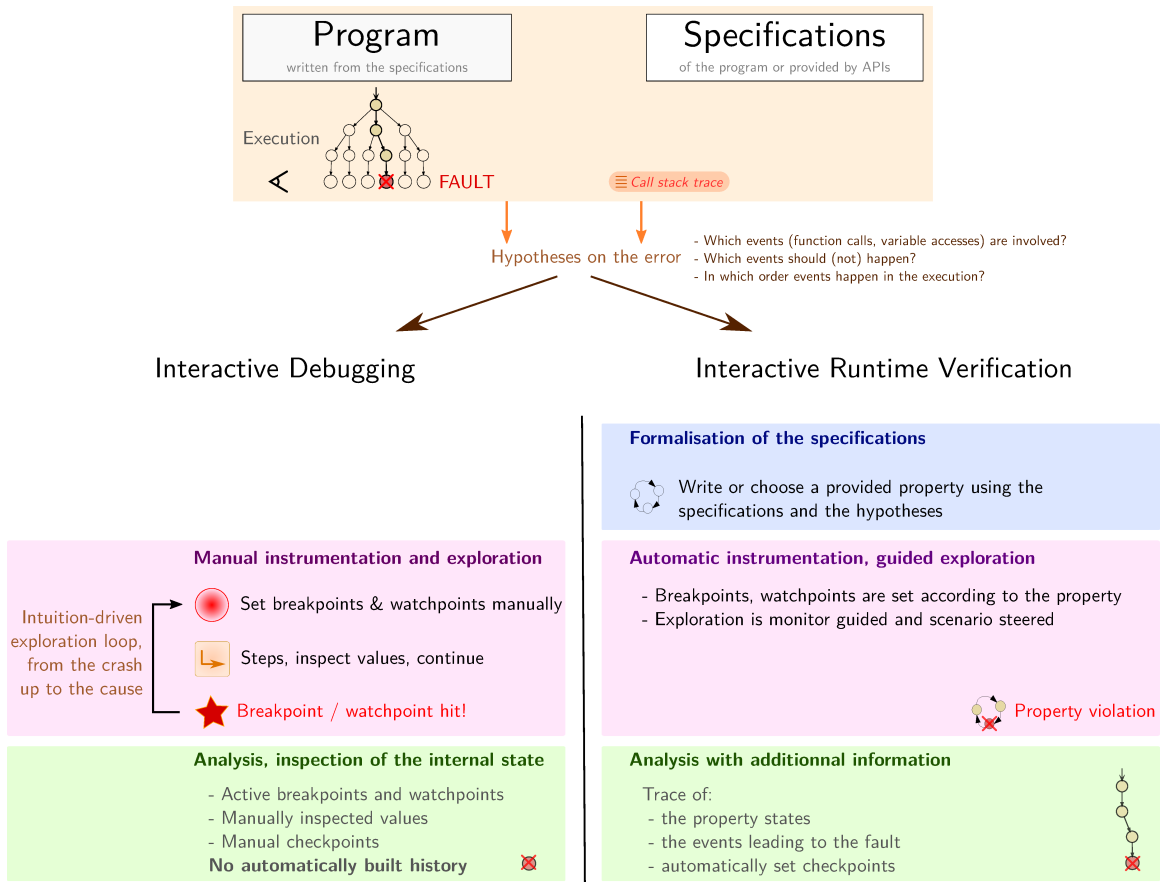 Program
written from the specifications
Specifications
of the program or provided by APIs
Execution
FAULT
Call stack trace
Hypotheses on the error
- Which events (function calls, variable accesses) are involved?
- Which events should (not) happen?
- In which order events happen in the execution?
Interactive Debugging
Interactive Runtime Verification
Formalisation of the specifications
Write or choose a provided property using the
specifications and the hypotheses
Manual instrumentation and exploration
Intuition-driven
exploration loop,
from the crash
up to the cause
Set breakpoints & watchpoints manually
Steps, inspect values, continue
Breakpoint / watchpoint hit!
Automatic instrumentation, guided exploration
- Breakpoints, watchpoints are set according to the property
- Exploration is monitor guided and scenario steered
Property violation
Analysis, inspection of the internal state
- Active breakpoints and watchpoints
- Manually inspected values
- Manual checkpoints
No automatically built history
Analysis with additionnal information
Trace of:
- the property states
- the events leading to the fault
- automatically set checkpoints